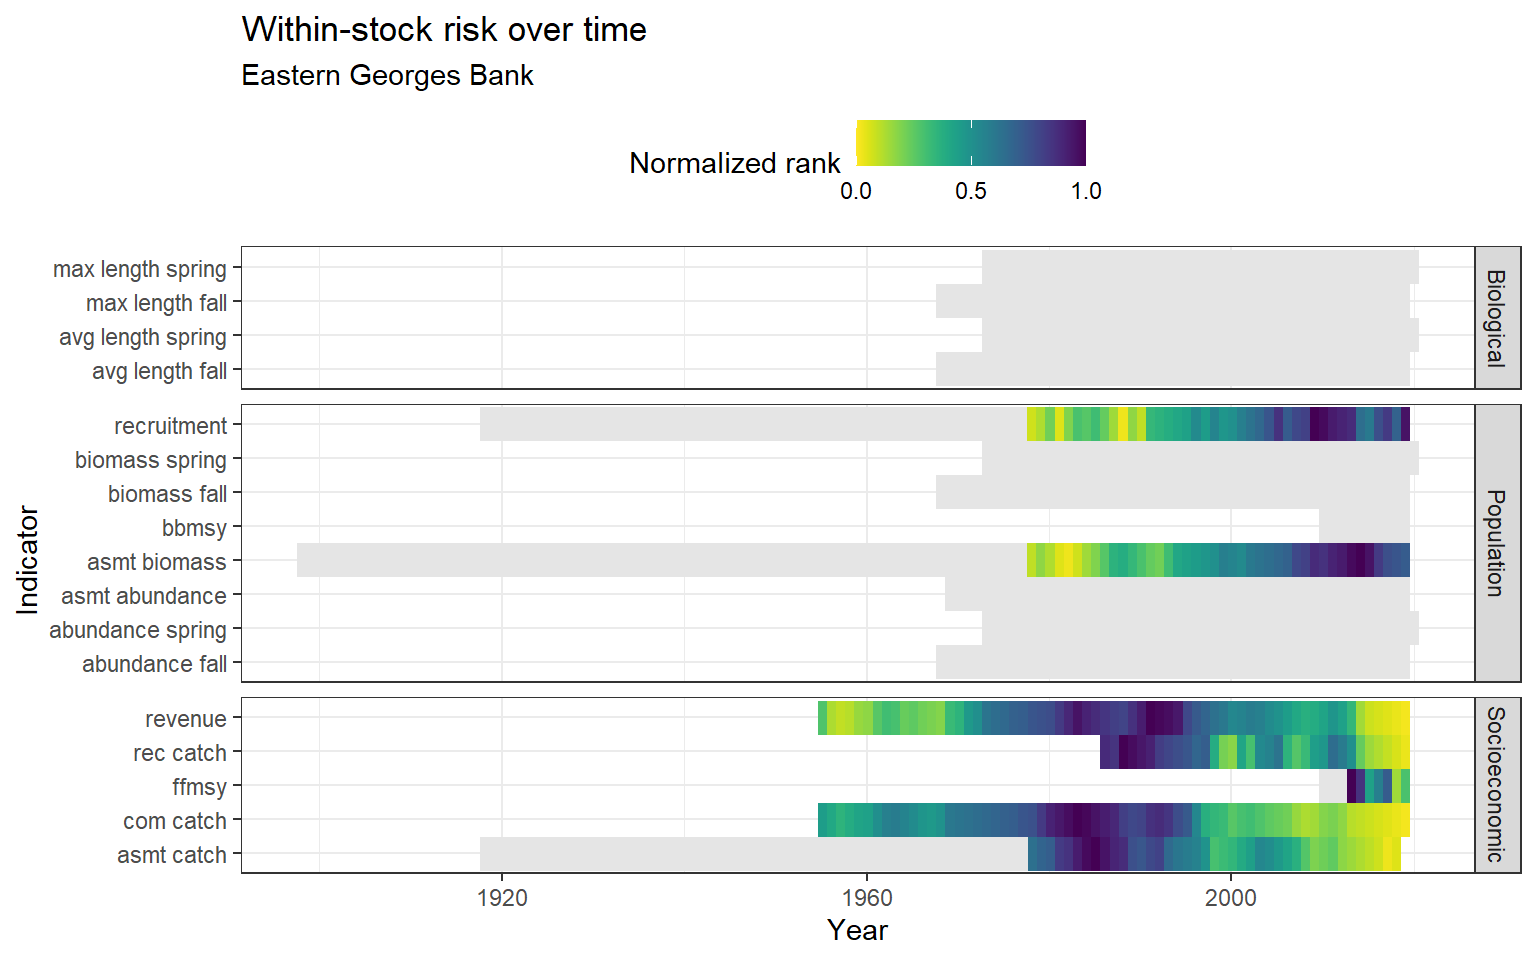 Within-stock risk over time
Eastern Georges Bank
Normalized rank
0.0 0.5 1.0
max length spring
max length fall
avg length spring
avg length fall
Biological
recruitment
biomass spring
biomass fall
bbmsy
asmt biomass
asmt abundance
abundance spring
abundance fall
Population
revenue
rec catch
ffmsy
com catch
asmt catch
Socioeconomic
Indicator
1920 1960 2000
Year